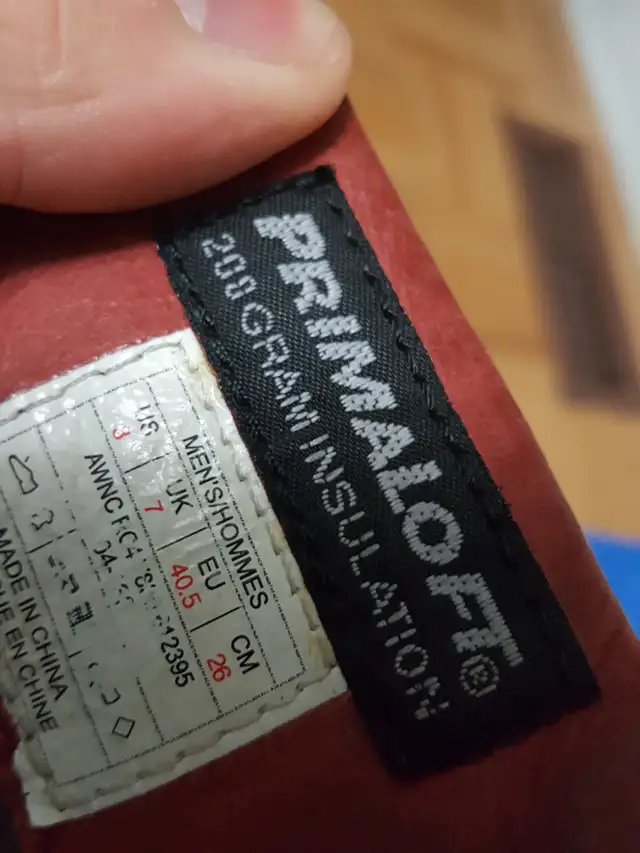 PRIMALOFT®
200 GRAM INSULATION
MEN'S/HOMMES
US | UK | EU | CM
8 | 7 | 40.5 | 26
MADE IN CHINA
EN CHINE